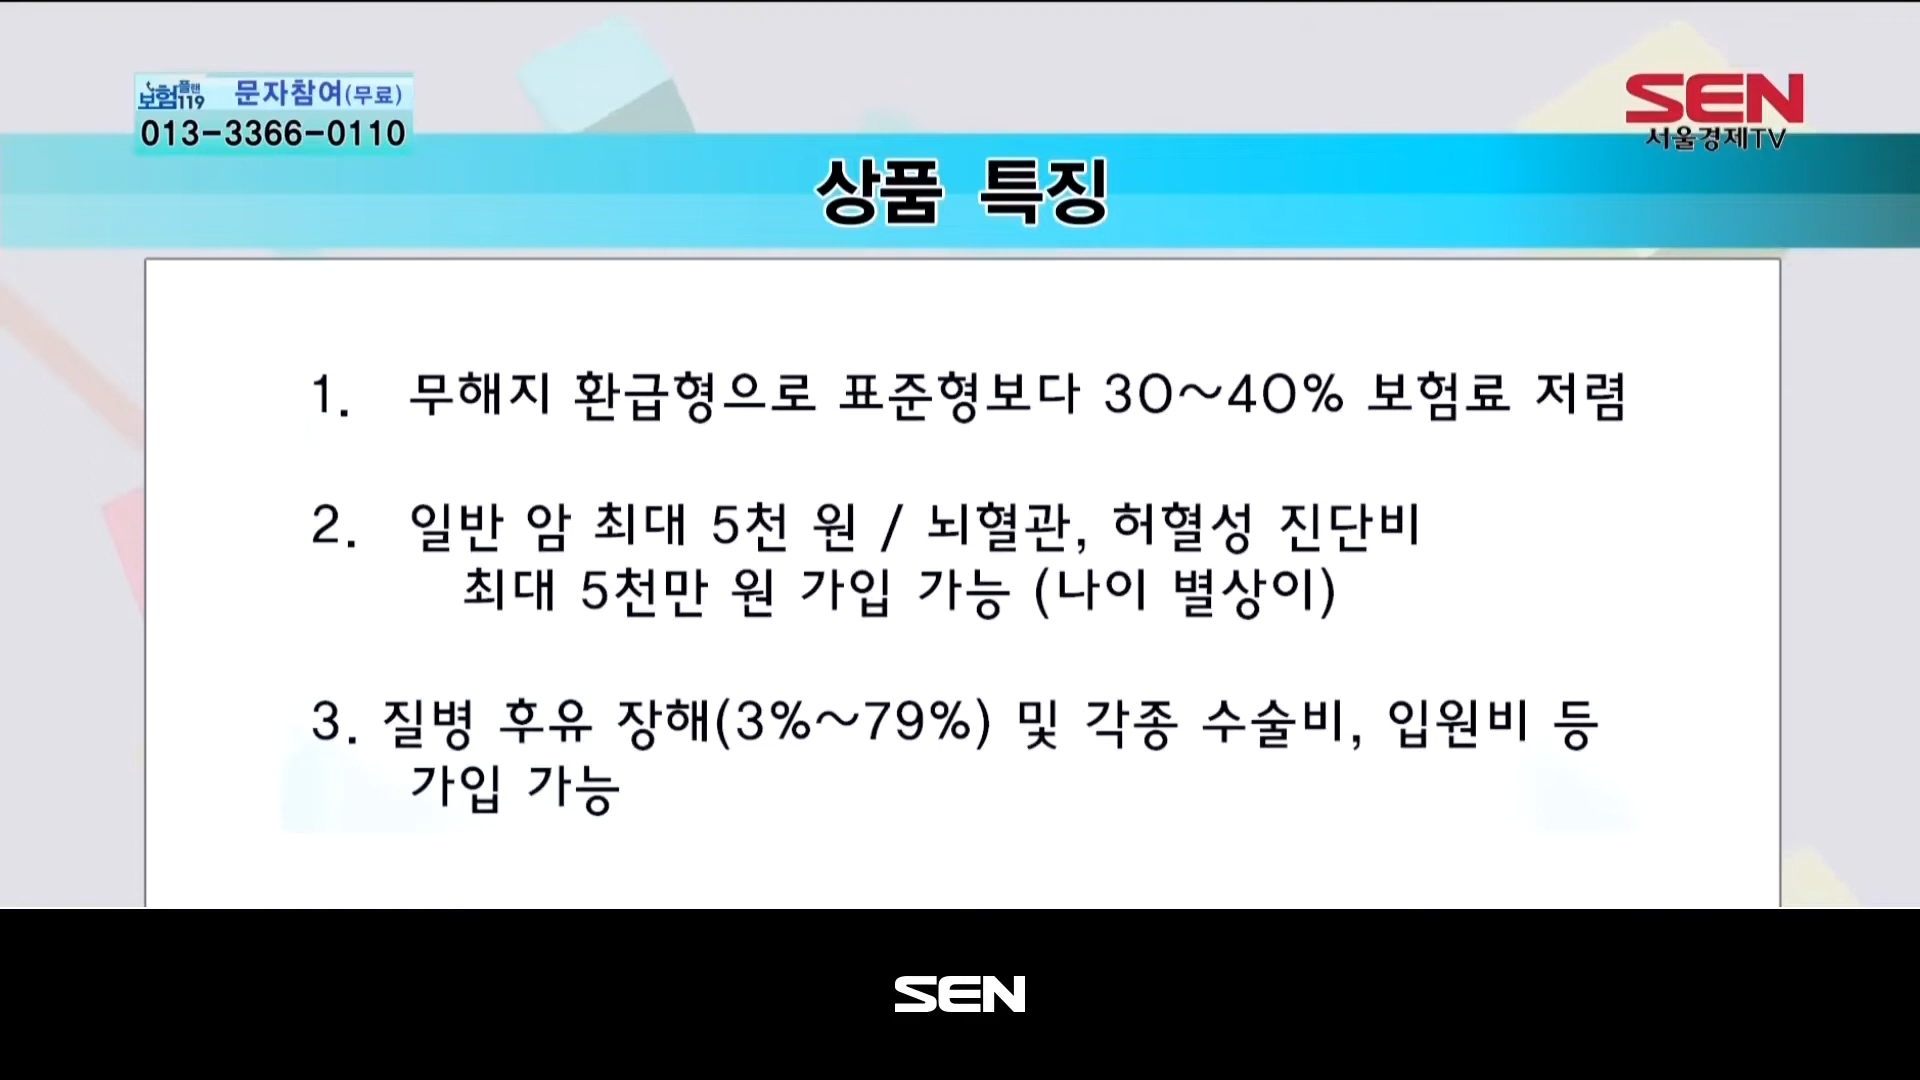 보험플랜119 문자참여(무료)
013-3366-0110
SEN
서울경제TV
상품 특징
1. 무해지 환급형으로 표준형보다 30~40% 보험료 저렴
2. 일반 암 최대 5천 원 / 뇌혈관, 허혈성 진단비
최대 5천만 원 가입 가능 (나이 별상이)
3. 질병 후유 장해(3%~79%) 및 각종 수술비, 입원비 등
가입 가능
SEN